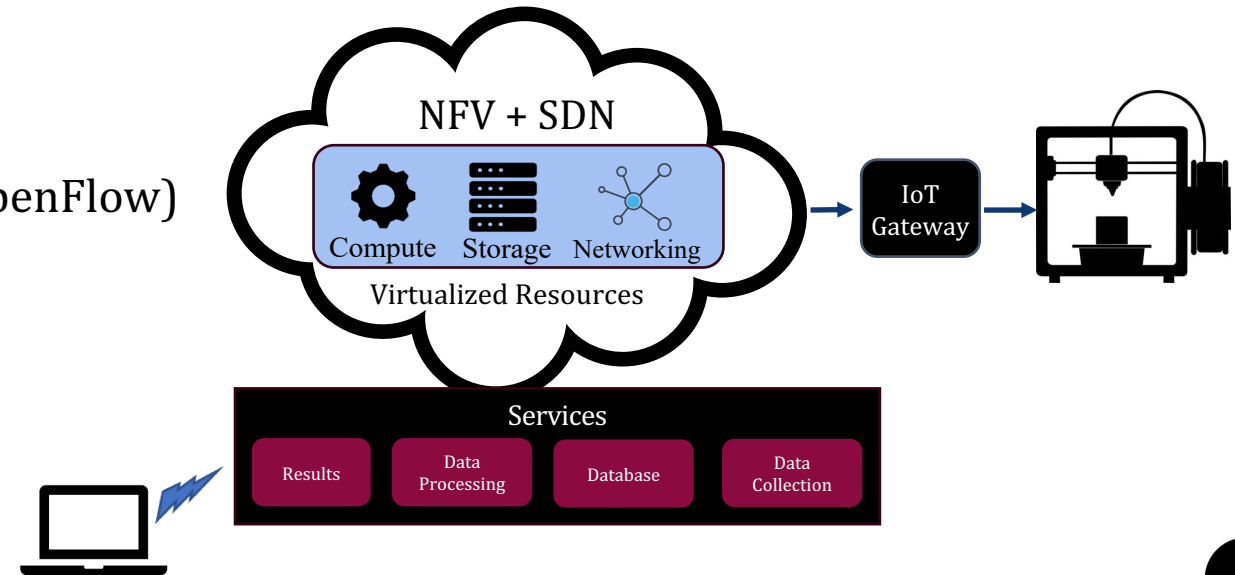 NFV + SDN
penFlow)
Compute Storage Networking
Virtualized Resources
IoT
Gateway
Services
Results
Data
Processing
Database
Data
Collection